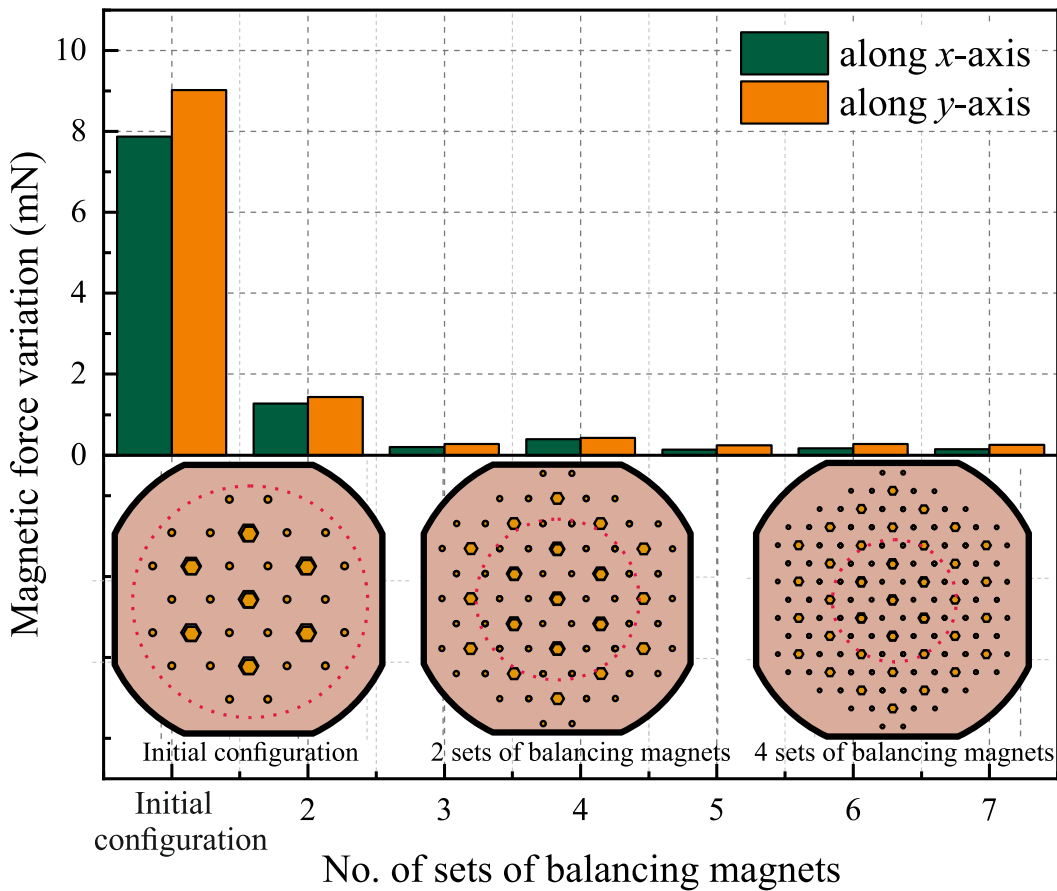 Magnetic force variation (mN)
10
8
6
4
2
0
along x-axis
along y-axis
Initial configuration
2 sets of balancing magnets
4 sets of balancing magnets
Initial
configuration
2
3
4
5
6
7
No. of sets of balancing magnets